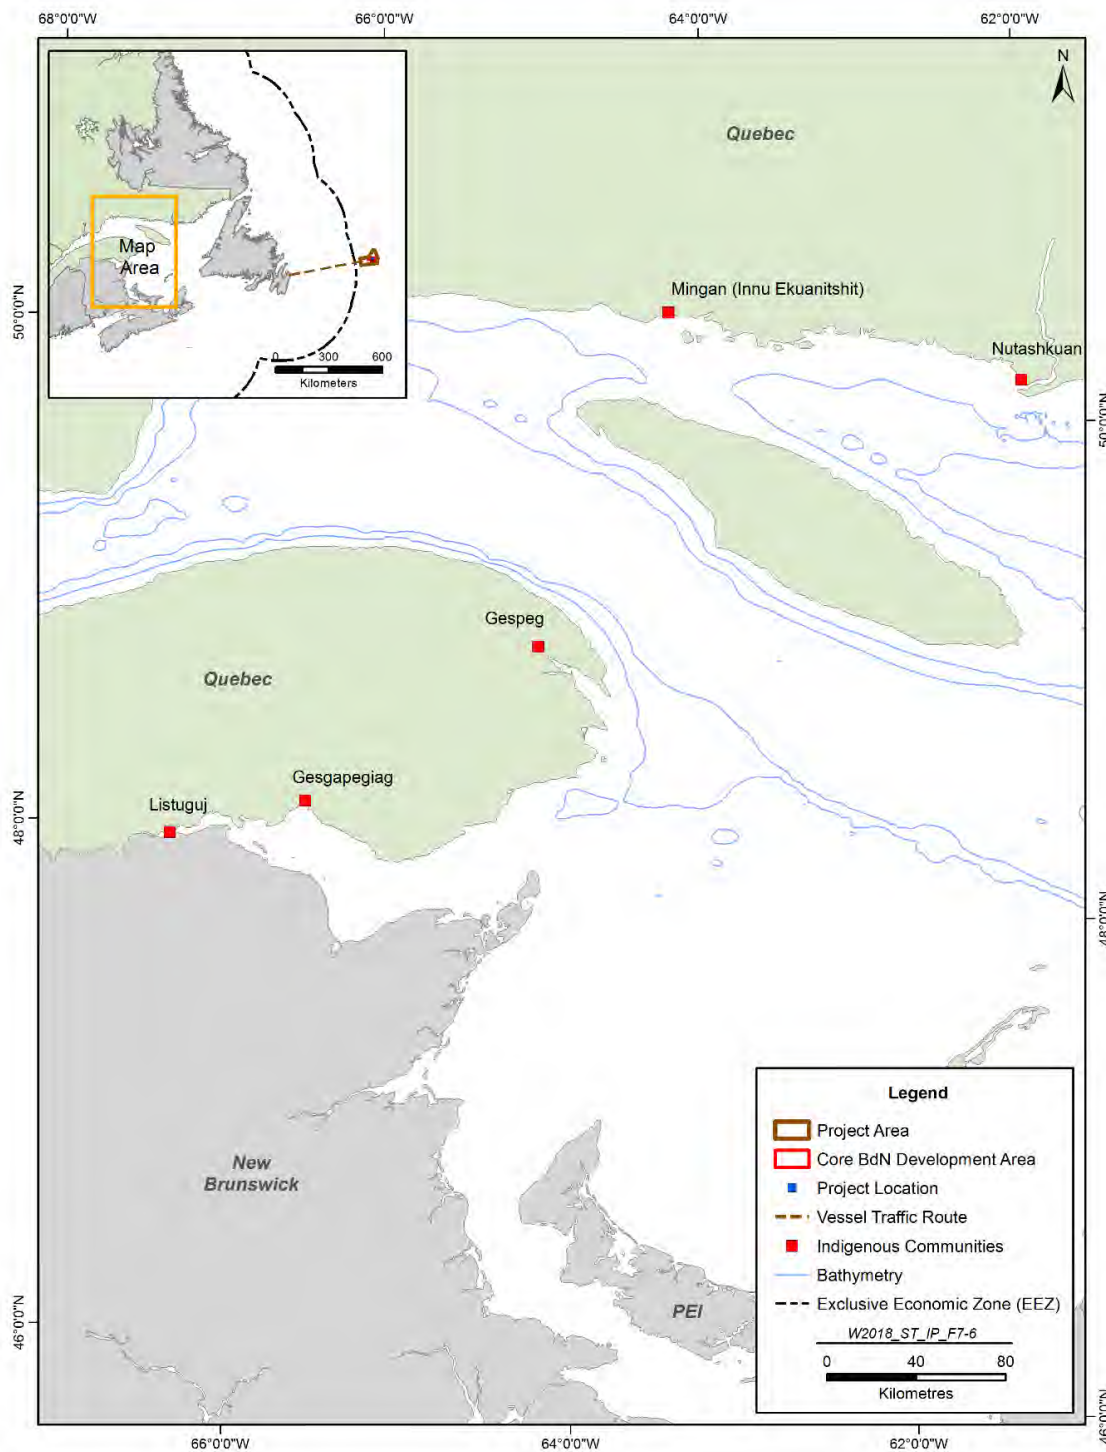 68°0'0"W
66°0'0"W
64°0'0"W
62°0'0"W
N
Quebec
Map
Area
0 300 600
Kilometers
50°0'0"N
Mingan (Innu Ekuanitshit)
Nutashkuan
50°0'0"N
Gespeg
Quebec
Gesgapegiag
Listuguj
48°0'0"N
48°0'0"N
New
Brunswick
PEI
46°0'0"N
Legend
Project Area
Core BdN Development Area
Project Location
Vessel Traffic Route
Indigenous Communities
Bathymetry
Exclusive Economic Zone (EEZ)
W2018_ST_IP_F7-6
0 40 80
Kilometres
46°0'0"N
66°0'0"W
64°0'0"W
62°0'0"W